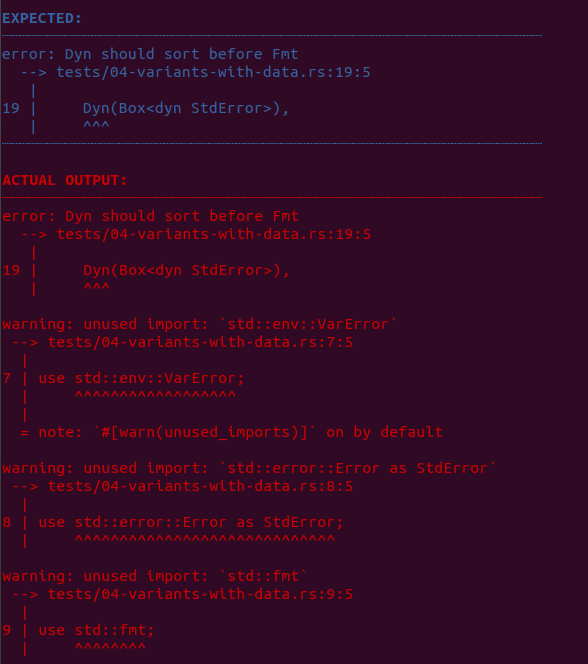 EXPECTED:
error: Dyn should sort before Fmt
  --> tests/04-variants-with-data.rs:19:5
   |
19 |     Dyn(Box<dyn StdError>),
   |     ^^^
ACTUAL OUTPUT:
error: Dyn should sort before Fmt
  --> tests/04-variants-with-data.rs:19:5
   |
19 |     Dyn(Box<dyn StdError>),
   |     ^^^
warning: unused import: `std::env::VarError`
 --> tests/04-variants-with-data.rs:7:5
  |
7 | use std::env::VarError;
  |     ^^^^^^^^^^^^^^^^^^
  |
  = note: `#[warn(unused_imports)]` on by default
warning: unused import: `std::error::Error as StdError`
 --> tests/04-variants-with-data.rs:8:5
  |
8 | use std::error::Error as StdError;
  |     ^^^^^^^^^^^^^^^^^^^^^^^^^^^^^
warning: unused import: `std::fmt`
 --> tests/04-variants-with-data.rs:9:5
  |
9 | use std::fmt;
  |     ^^^^^^^^